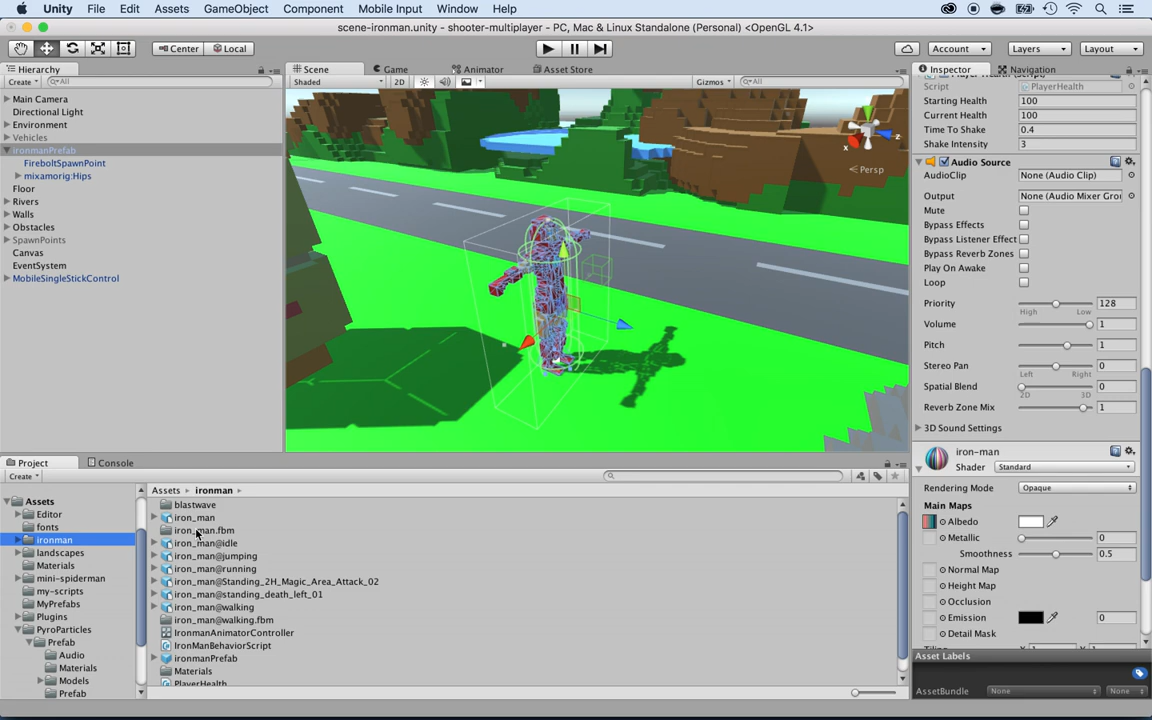 Unity File Edit Assets GameObject Component Mobile Input Window Help
scene-ironman.unity - shooter-multiplayer - PC, Mac & Linux Standalone (Personal) <OpenGL 4.1>
Center Local Account Layers Layout
Hierarchy
Create All
Main Camera
Directional Light
Environment
Vehicles
ironmanPrefab
FireboltSpawnPoint
mixamorig:Hips
Floor
Rivers
Walls
Obstacles
SpawnPoints
Canvas
EventSystem
MobileSingleStickControl
Scene Game Animator Asset Store
Shaded 2D Gizmos All
z
x
Persp
Inspector Navigation
Script PlayerHealth
Starting Health 100
Current Health 100
Time To Shake 0.4
Shake Intensity 3
Audio Source
AudioClip None (Audio Clip)
Output None (Audio Mixer Grou
Mute
Bypass Effects
Bypass Listener Effect
Bypass Reverb Zones
Play On Awake
Loop
Priority 128
High Low
Volume 1
Pitch 1
Stereo Pan 0
Left Right
Spatial Blend 0
2D 3D
Reverb Zone Mix 1
3D Sound Settings
iron-man
Shader Standard
Rendering Mode Opaque
Main Maps
Albedo
Metallic 0
Smoothness 0.5
Normal Map
Height Map
Occlusion
Emission 0
Detail Mask
Asset Labels
AssetBundle None None
Project Console
Create
Assets
Editor
fonts
ironman
landscapes
Materials
mini-spiderman
my-scripts
MyPrefabs
Plugins
PyroParticles
Prefab
Audio
Materials
Models
Prefab
Assets ironman
blastwave
iron_man
iron_man.fbm
iron_man@idle
iron_man@jumping
iron_man@running
iron_man@Standing_2H_Magic_Area_Attack_02
iron_man@standing_death_left_01
iron_man@walking
iron_man@walking.fbm
IronmanAnimatorController
IronManBehaviorScript
ironmanPrefab
Materials
PlayerHealth